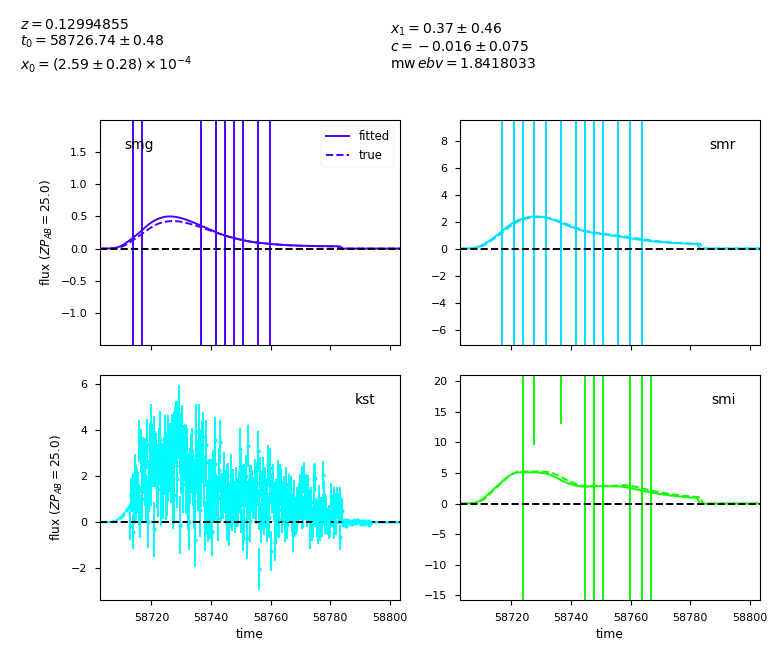 z = 0.12994855
t₀ = 58726.74 ± 0.48
x₀ = (2.59 ± 0.28) × 10⁻⁴
x₁ = 0.37 ± 0.46
c = −0.016 ± 0.075
mw ebv = 1.8418033
smg
fitted
true
1.5
1.0
0.5
0.0
−0.5
−1.0
flux (ZP_AB = 25.0)
smr
8
6
4
2
0
−2
−4
−6
kst
6
4
2
0
−2
flux (ZP_AB = 25.0)
58720 58740 58760 58780 58800
time
smi
20
15
10
5
0
−5
−10
−15
58720 58740 58760 58780 58800
time